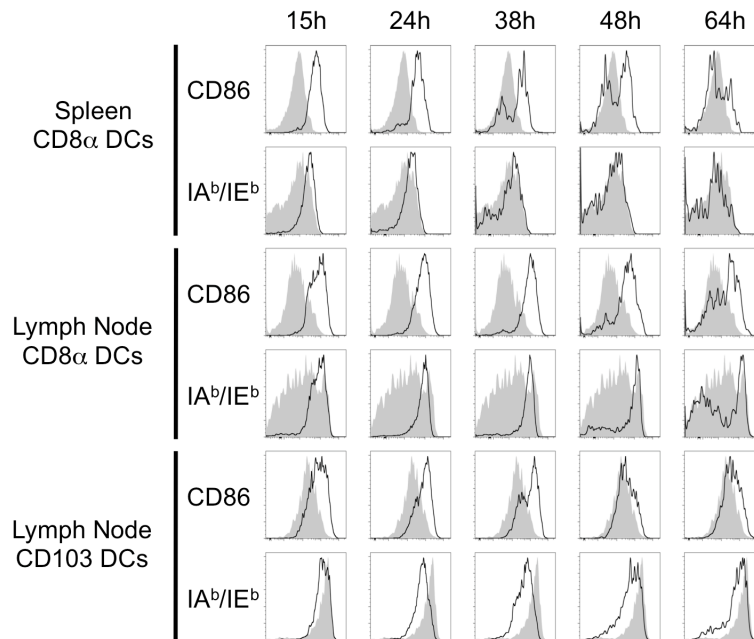 15h 24h 38h 48h 64h
Spleen
CD8α DCs
CD86
IAᵇ/IEᵇ
Lymph Node
CD8α DCs
CD86
IAᵇ/IEᵇ
Lymph Node
CD103 DCs
CD86
IAᵇ/IEᵇ